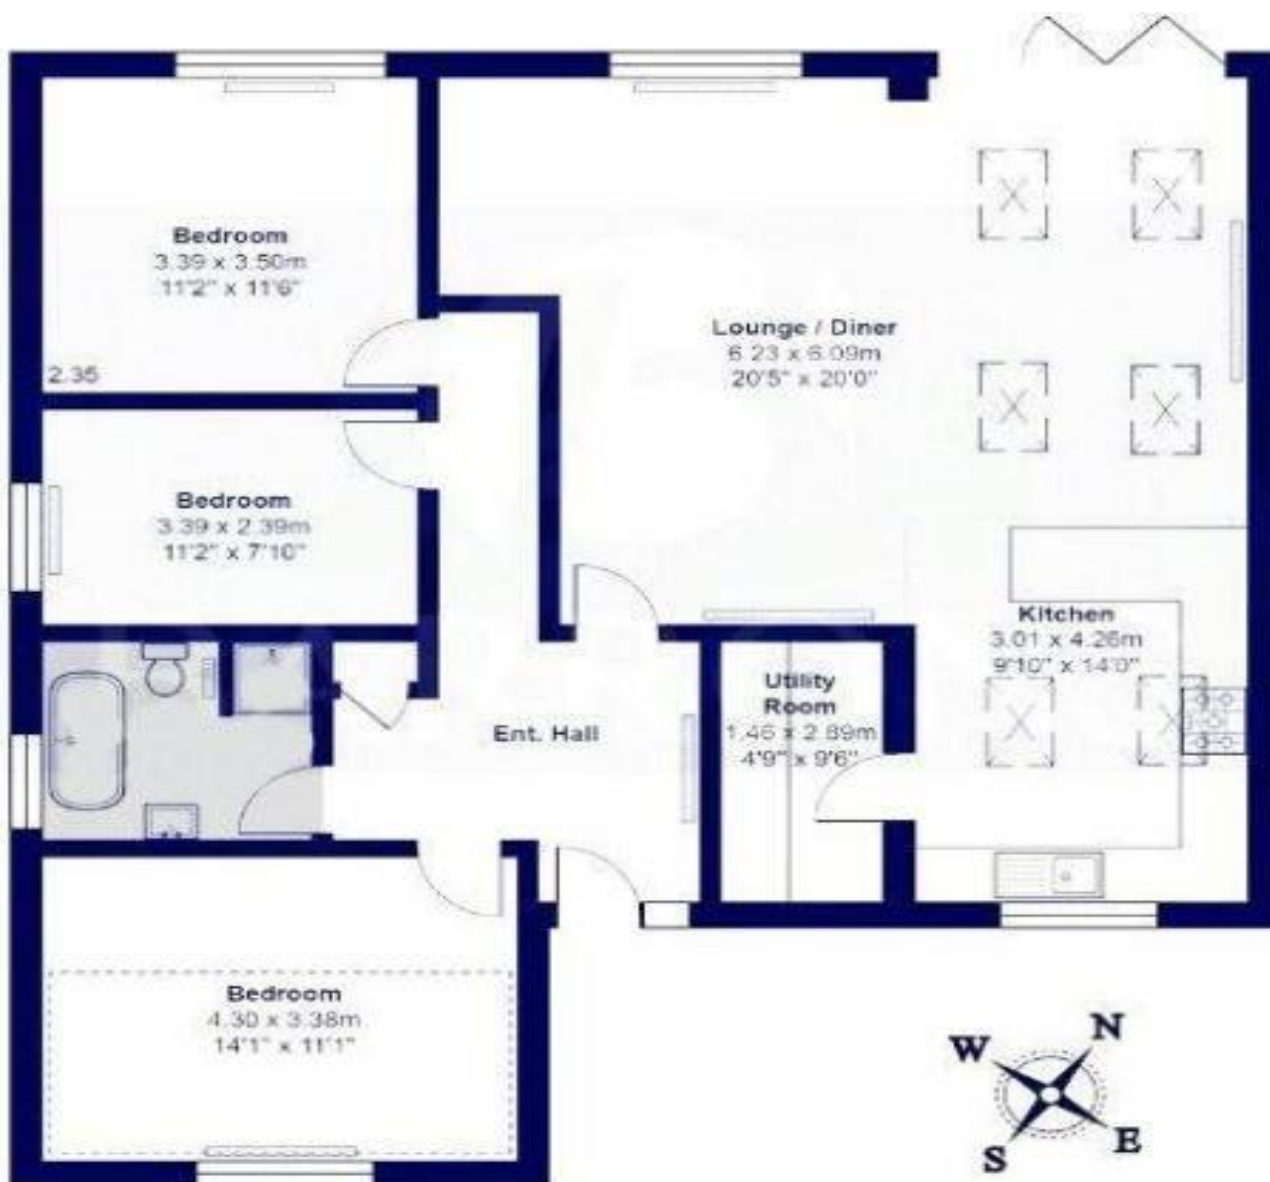 Bedroom
3.39 x 3.50m
11'2" x 11'6"
2.35
Lounge / Diner
6.23 x 6.09m
20'5" x 20'0"
Bedroom
3.39 x 2.39m
11'2" x 7'10"
Kitchen
3.01 x 4.26m
9'10" x 14'0"
Utility
Room
1.46 x 2.89m
4'9" x 9'6"
Ent. Hall
Bedroom
4.30 x 3.38m
14'1" x 11'1"
N
W
E
S